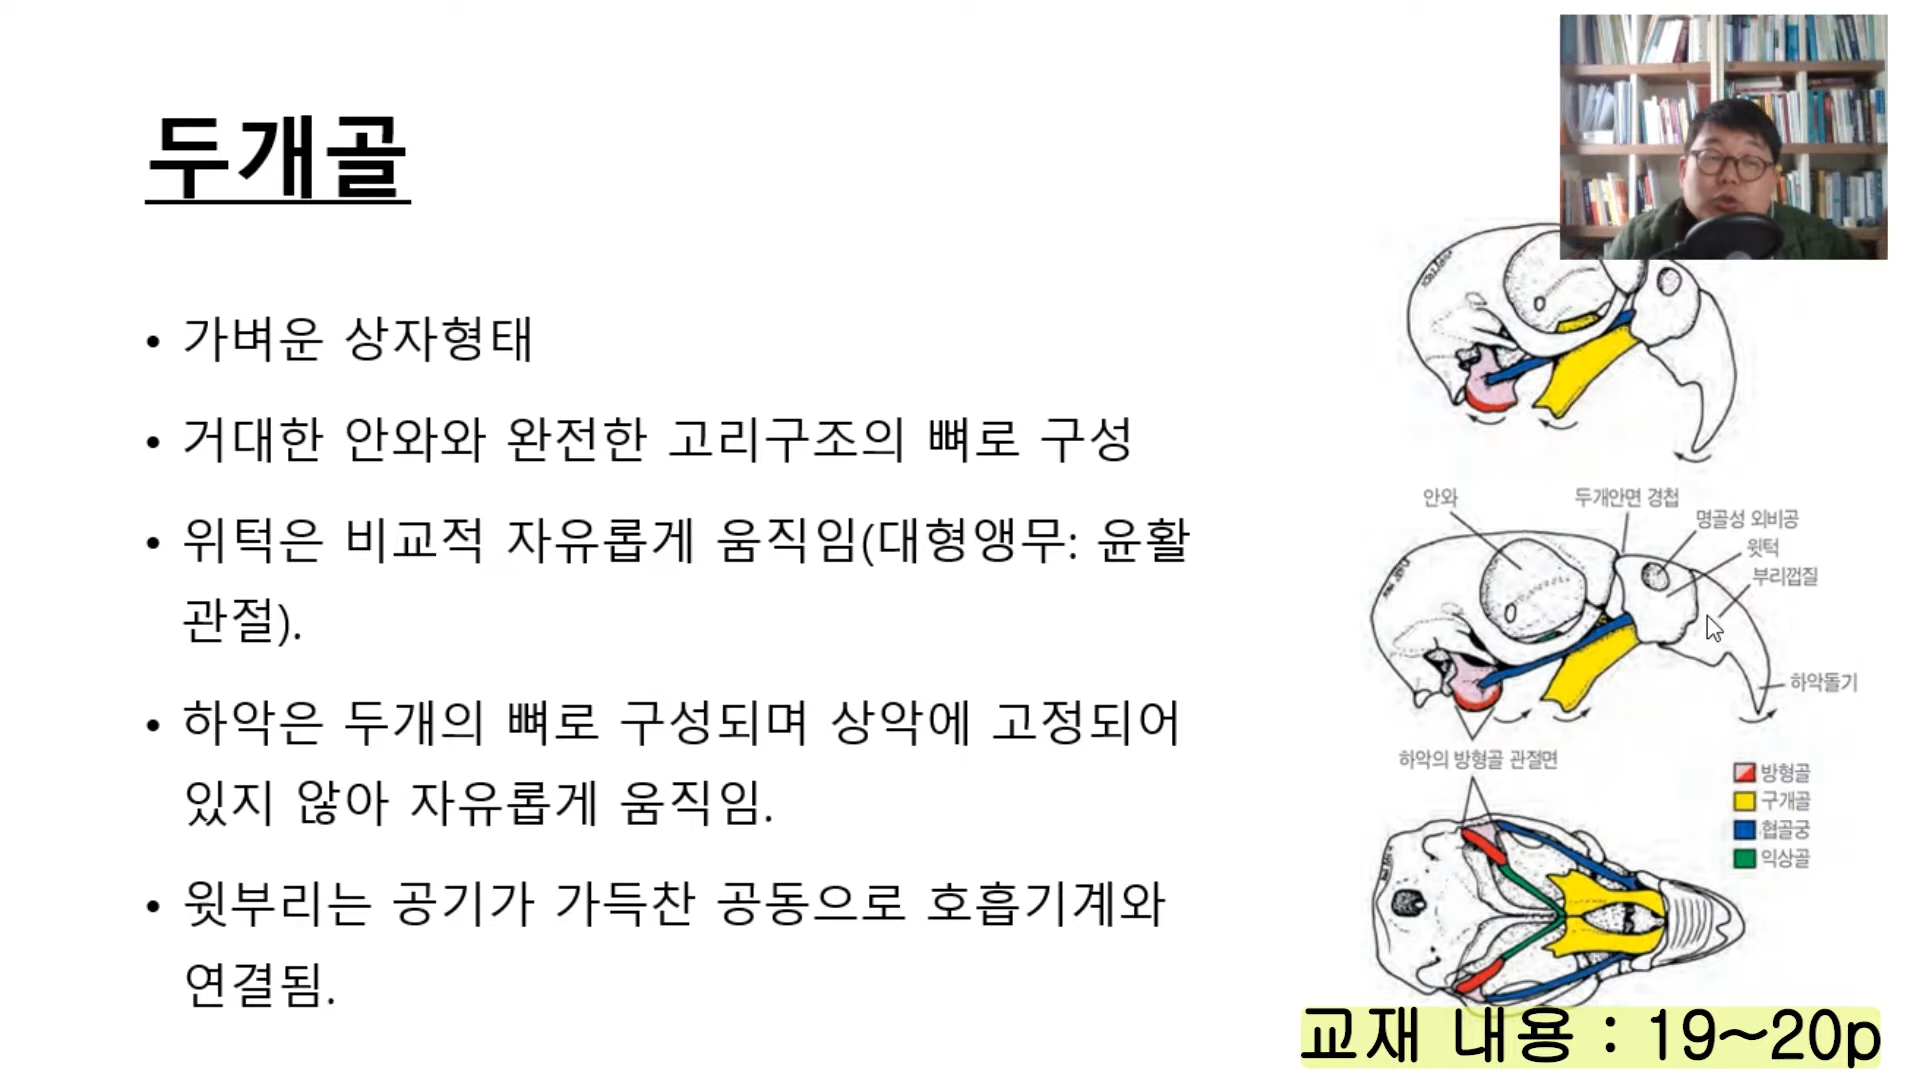 두개골
• 가벼운 상자형태
• 거대한 안와와 완전한 고리구조의 뼈로 구성
• 위턱은 비교적 자유롭게 움직임(대형앵무: 윤활
관절).
• 하악은 두개의 뼈로 구성되며 상악에 고정되어
있지 않아 자유롭게 움직임.
• 윗부리는 공기가 가득찬 공동으로 호흡기계와
연결됨.
안와
두개안면 경첩
명골성 외비공
윗턱
부리껍질
하악돌기
하악의 방형골 관절면
방형골
구개골
협골궁
익상골
교재 내용 : 19~20p